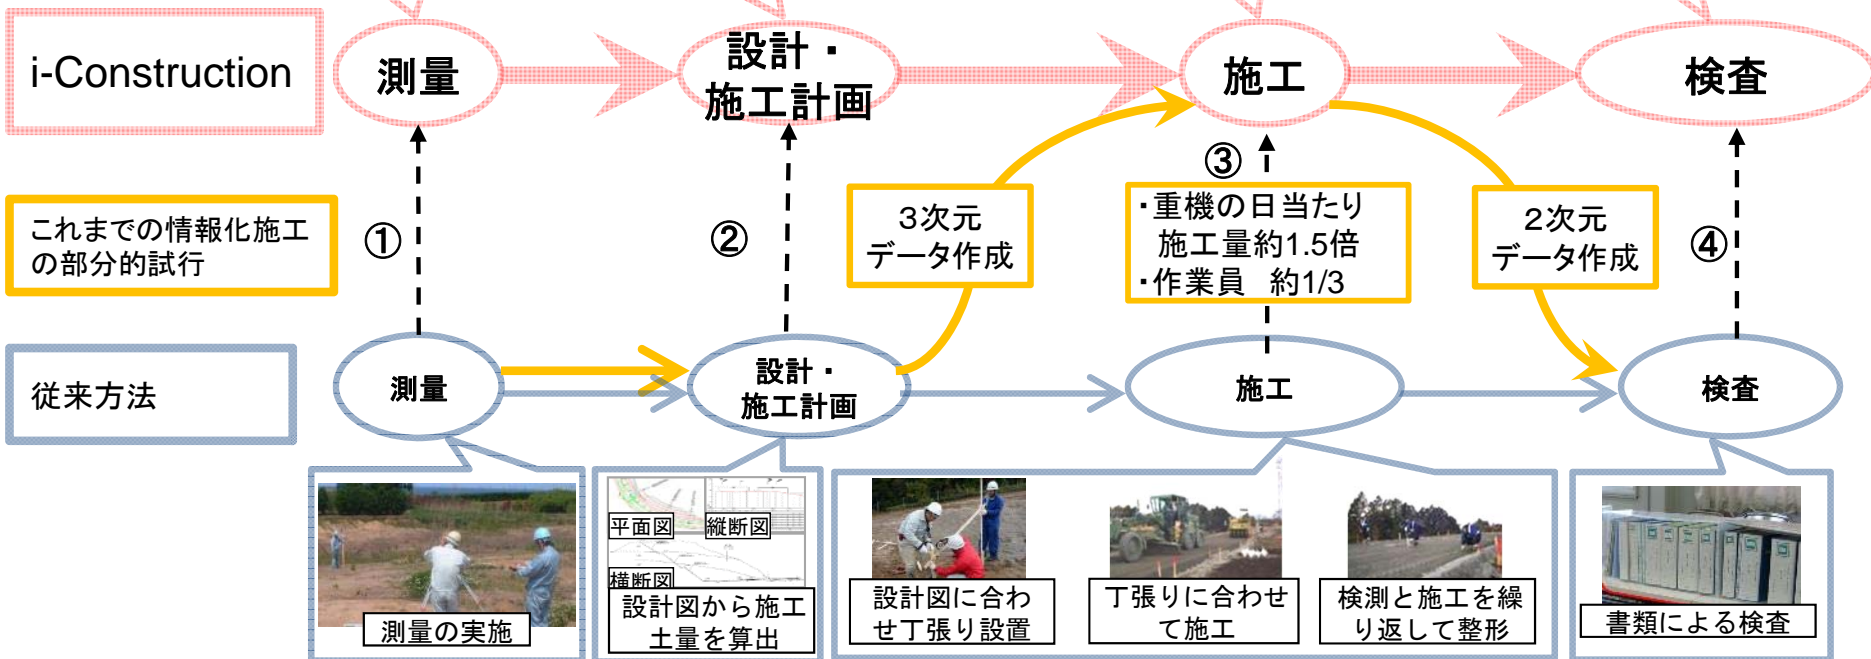 i-Construction
測量
設計・
施工計画
施工
検査
これまでの情報化施工
の部分的試行
①
②
3次元
データ作成
③
・重機の日当たり
施工量約1.5倍
・作業員 約1/3
2次元
データ作成
④
従来方法
測量
設計・
施工計画
施工
検査
測量の実施
平面図
縦断図
横断図
設計図から施工
土量を算出
設計図に合わ
せ丁張り設置
丁張りに合わせ
て施工
検測と施工を繰
り返して整形
書類による検査